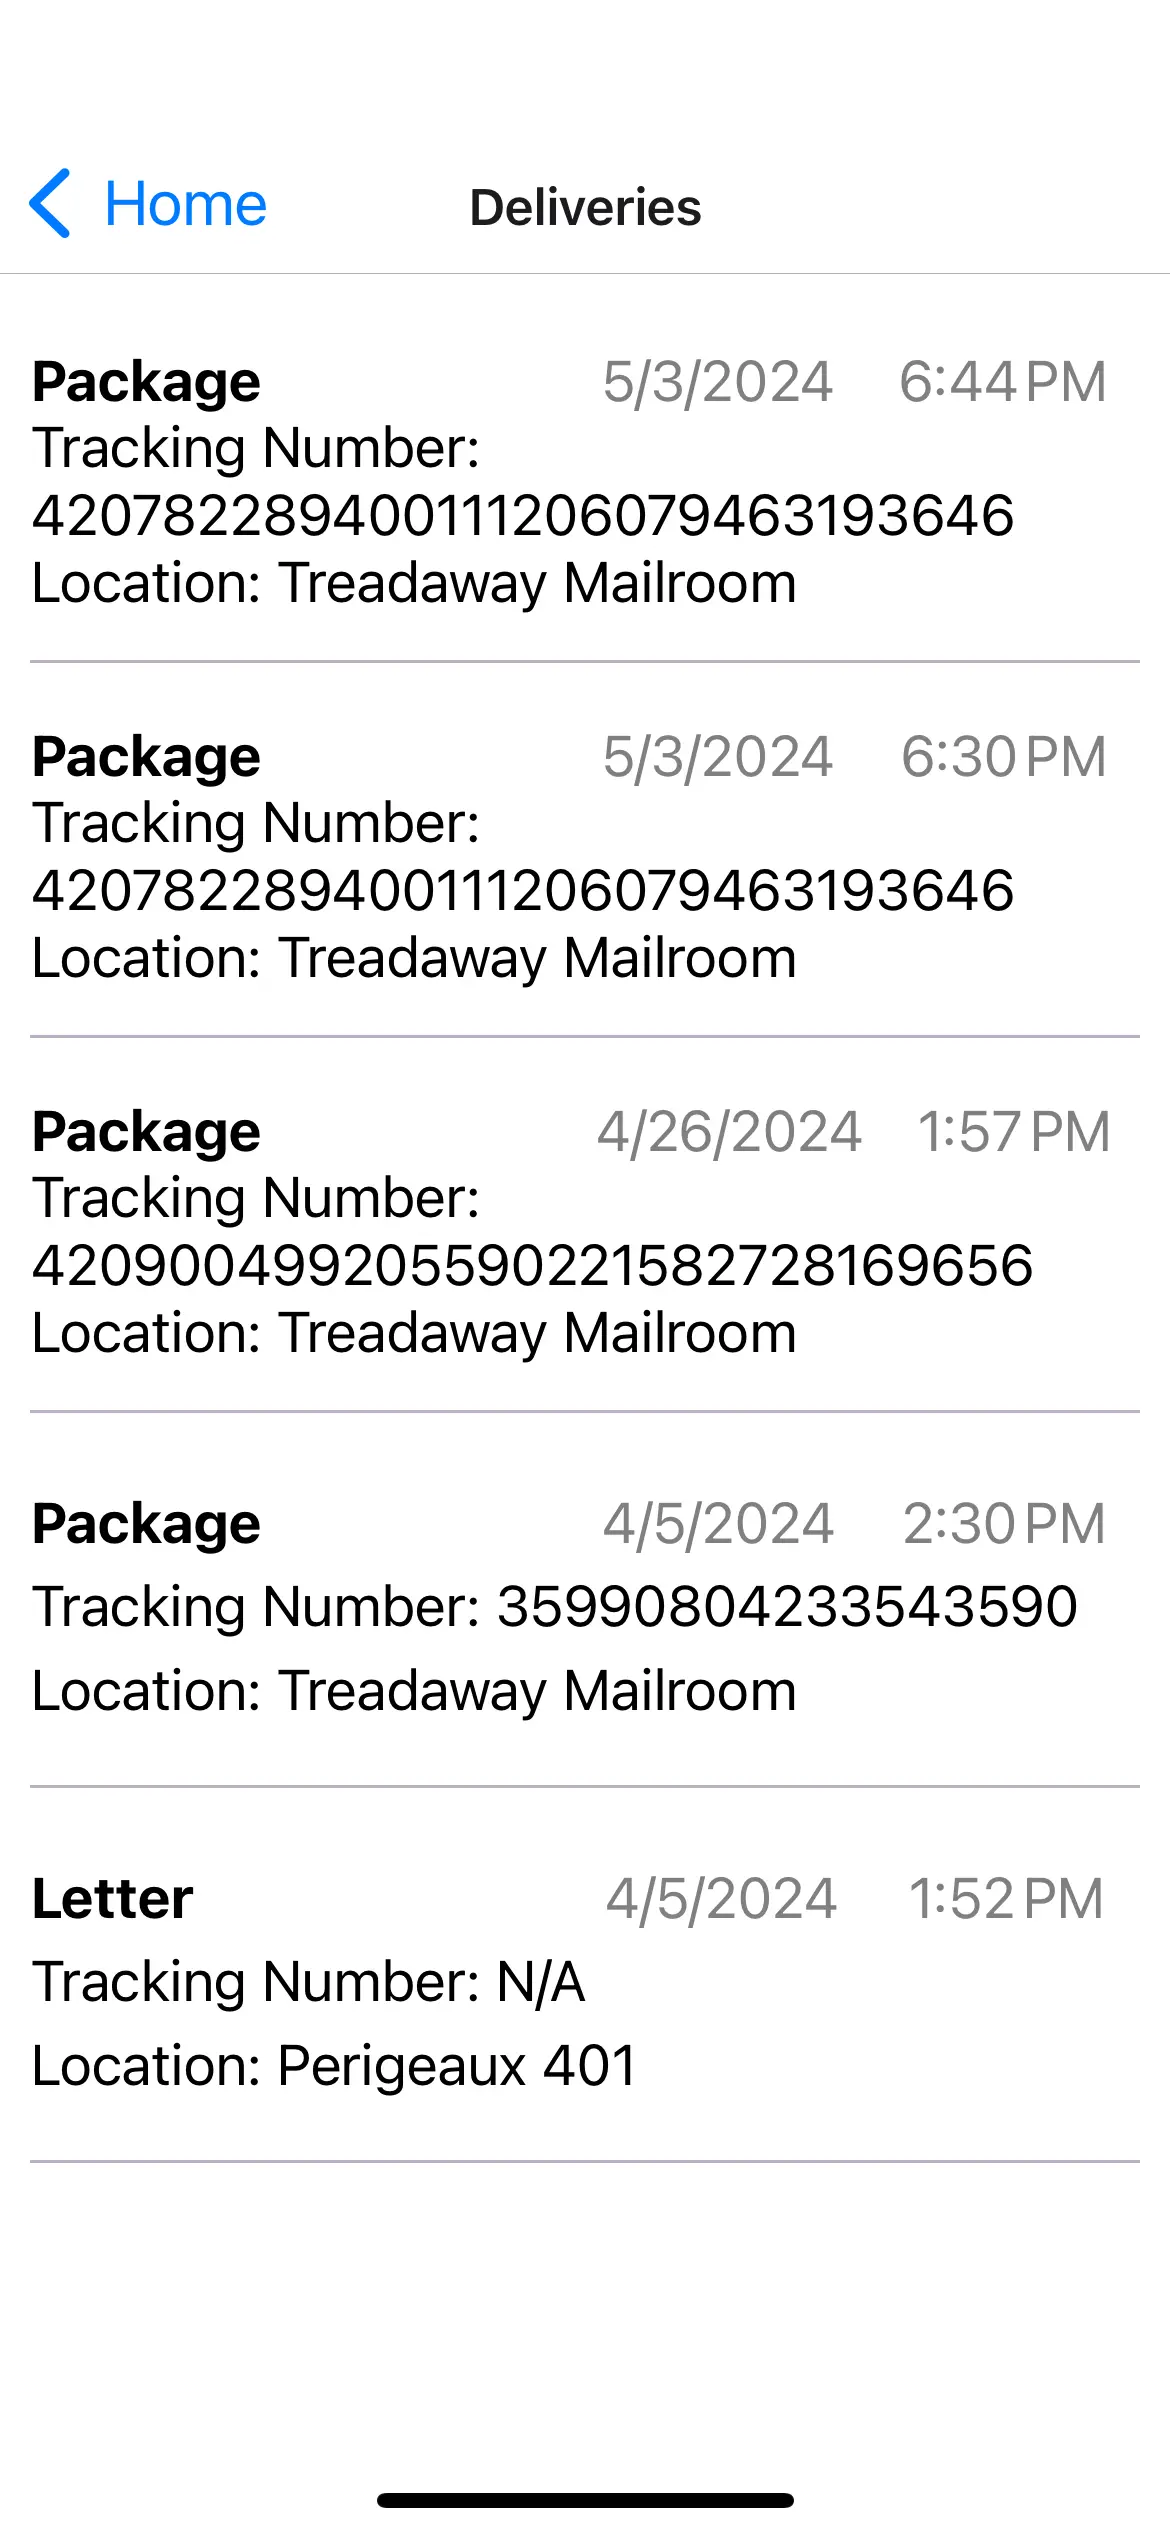 Home
Deliveries
Package 5/3/2024 6:44 PM
Tracking Number:
420782289400111206079463193646
Location: Treadaway Mailroom
Package 5/3/2024 6:30 PM
Tracking Number:
420782289400111206079463193646
Location: Treadaway Mailroom
Package 4/26/2024 1:57 PM
Tracking Number:
420900499205590221582728169656
Location: Treadaway Mailroom
Package 4/5/2024 2:30 PM
Tracking Number: 35990804233543590
Location: Treadaway Mailroom
Letter 4/5/2024 1:52 PM
Tracking Number: N/A
Location: Perigeaux 401